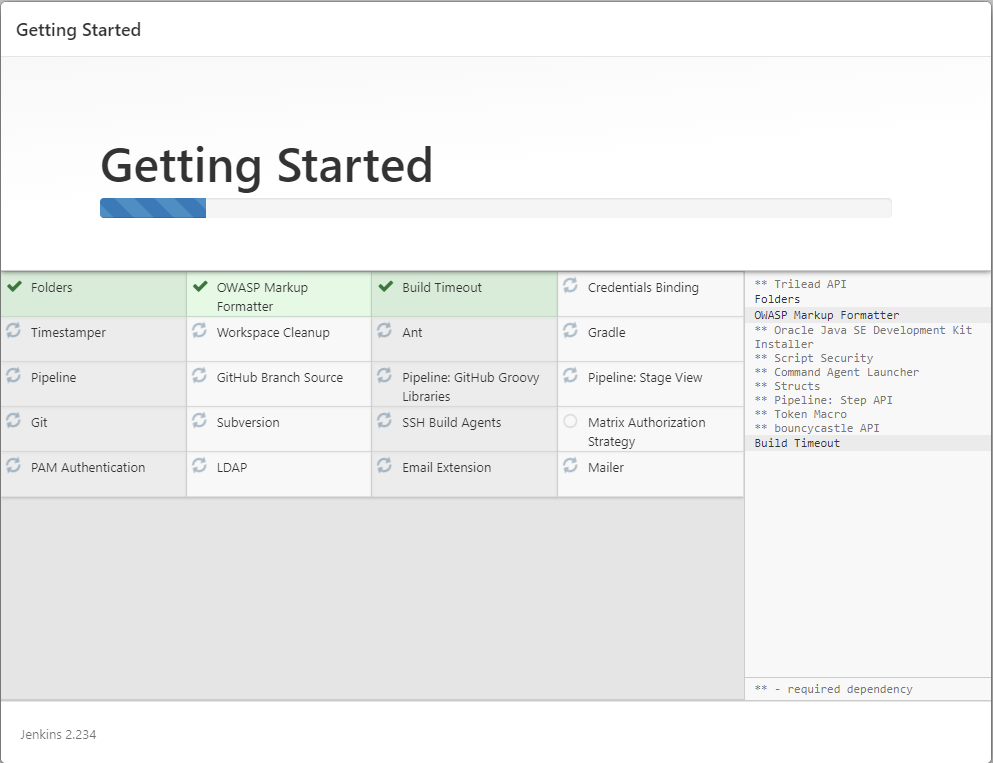 Getting Started
Getting Started
Folders
OWASP Markup
Formatter
Build Timeout
Credentials Binding
Timestamper
Workspace Cleanup
Ant
Gradle
Pipeline
GitHub Branch Source
Pipeline: GitHub Groovy
Libraries
Pipeline: Stage View
Git
Subversion
SSH Build Agents
Matrix Authorization
Strategy
PAM Authentication
LDAP
Email Extension
Mailer
** Trilead API
Folders
OWASP Markup Formatter
** Oracle Java SE Development Kit
Installer
** Script Security
** Command Agent Launcher
** Structs
** Pipeline: Step API
** Token Macro
** bouncycastle API
Build Timeout
** - required dependency
Jenkins 2.234